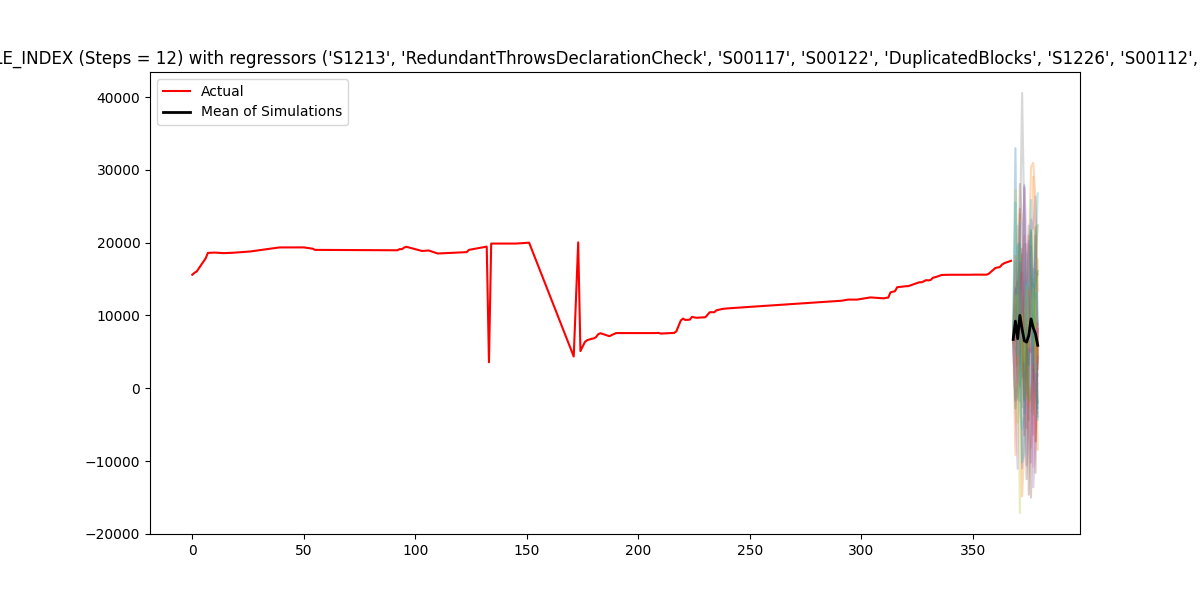 LE_INDEX (Steps = 12) with regressors ('S1213', 'RedundantThrowsDeclarationCheck', 'S00117', 'S00122', 'DuplicatedBlocks', 'S1226', 'S00112',
Actual
Mean of Simulations
40000
30000
20000
10000
0
−10000
−20000
0 50 100 150 200 250 300 350